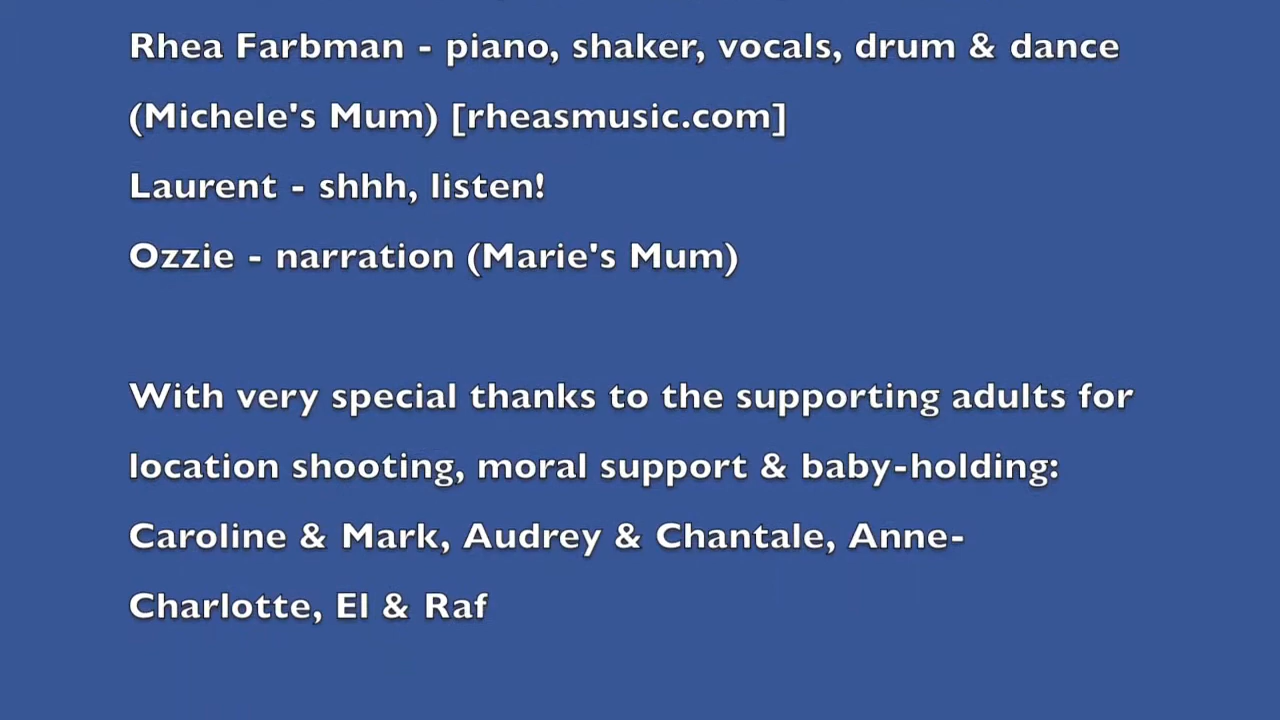 Rhea Farbman - piano, shaker, vocals, drum & dance
(Michele's Mum) [rheasmusic.com]
Laurent - shhh, listen!
Ozzie - narration (Marie's Mum)
With very special thanks to the supporting adults for
location shooting, moral support & baby-holding:
Caroline & Mark, Audrey & Chantale, Anne-
Charlotte, El & Raf